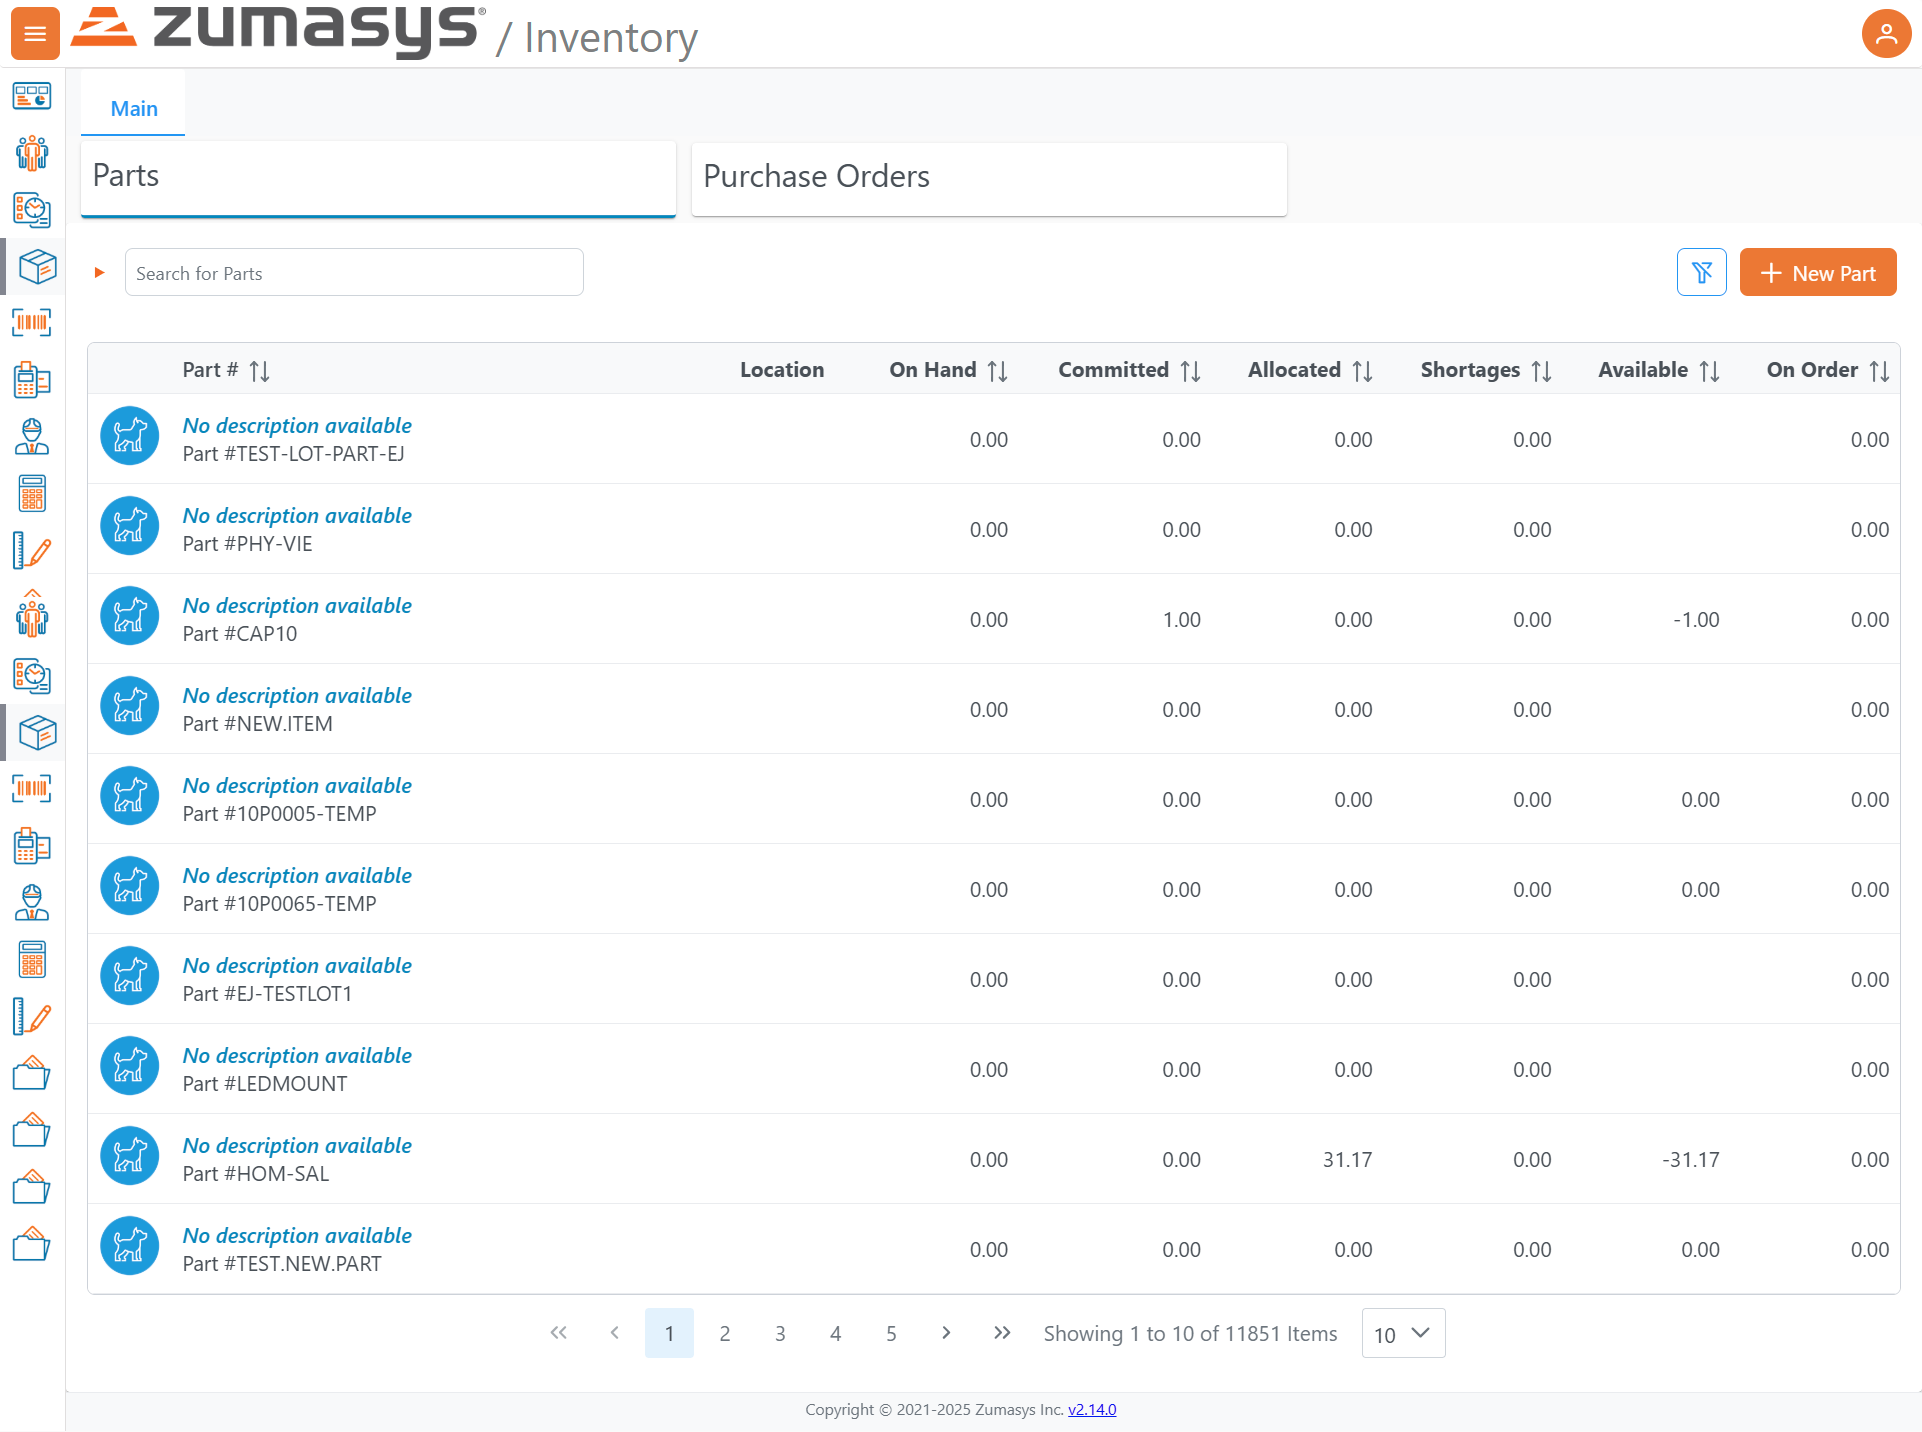 zumasys® / Inventory
Main
Parts
Purchase Orders
Search for Parts
New Part
Part # Location On Hand Committed Allocated Shortages Available On Order
No description available
Part #TEST-LOT-PART-EJ
0.00 0.00 0.00 0.00 0.00
No description available
Part #PHY-VIE
0.00 0.00 0.00 0.00 0.00
No description available
Part #CAP10
0.00 1.00 0.00 0.00 -1.00 0.00
No description available
Part #NEW.ITEM
0.00 0.00 0.00 0.00 0.00
No description available
Part #10P0005-TEMP
0.00 0.00 0.00 0.00 0.00 0.00
No description available
Part #10P0065-TEMP
0.00 0.00 0.00 0.00 0.00 0.00
No description available
Part #EJ-TESTLOT1
0.00 0.00 0.00 0.00 0.00
No description available
Part #LEDMOUNT
0.00 0.00 0.00 0.00 0.00
No description available
Part #HOM-SAL
0.00 0.00 31.17 0.00 -31.17 0.00
No description available
Part #TEST.NEW.PART
0.00 0.00 0.00 0.00 0.00 0.00
1 2 3 4 5 Showing 1 to 10 of 11851 Items 10
Copyright © 2021-2025 Zumasys Inc. v2.14.0